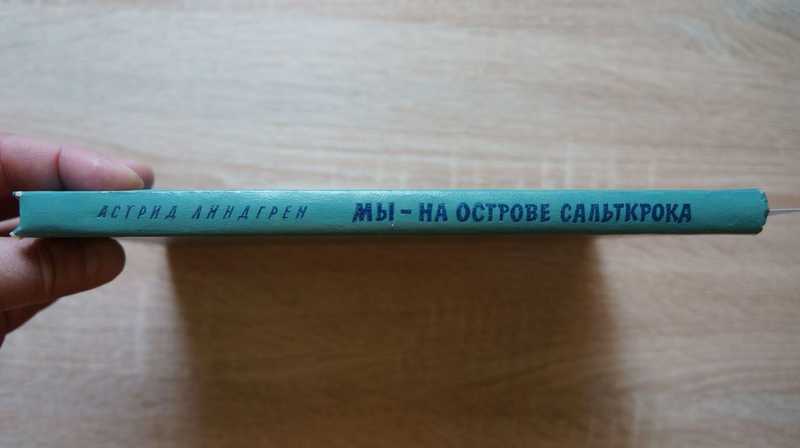 АСТРИД ЛИНДГРЕН МЫ – НА ОСТРОВЕ САЛЬТКРОКА